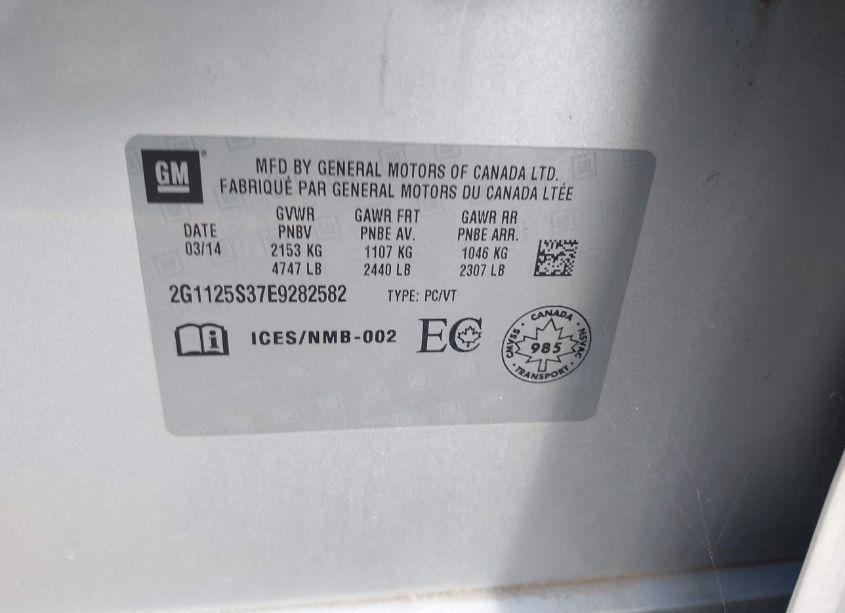 GM
MFD BY GENERAL MOTORS OF CANADA LTD.
FABRIQUÉ PAR GENERAL MOTORS DU CANADA LTÉE
DATE
03/14
GVWR
PNBV
2153 KG
4747 LB
GAWR FRT
PNBE AV.
1107 KG
2440 LB
GAWR RR
PNBE ARR.
1046 KG
2307 LB
2G1125S37E9282582
TYPE: PC/VT
ICES/NMB-002
EC
CANADA
CMVSS
985
NSVAC
TRANSPORT